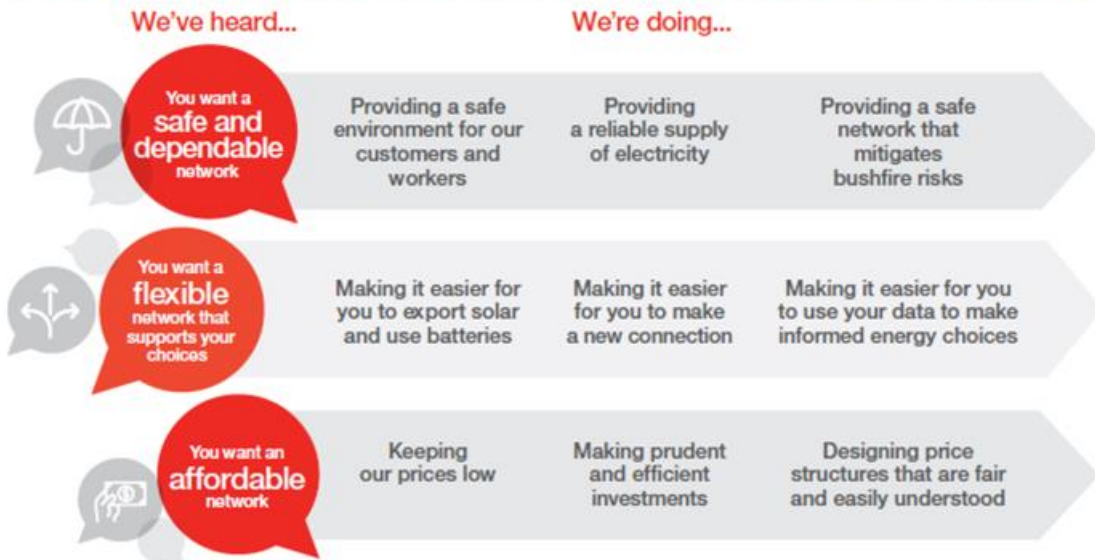 We've heard...
We're doing...
You want a
safe and
dependable
network
Providing a safe
environment for our
customers and
workers
Providing
a reliable supply
of electricity
Providing a safe
network that
mitigates
bushfire risks
You want a
flexible
network that
supports your
choices
Making it easier for
you to export solar
and use batteries
Making it easier
for you to make
a new connection
Making it easier for you
to use your data to make
informed energy choices
You want an
affordable
network
Keeping
our prices low
Making prudent
and efficient
investments
Designing price
structures that are fair
and easily understood